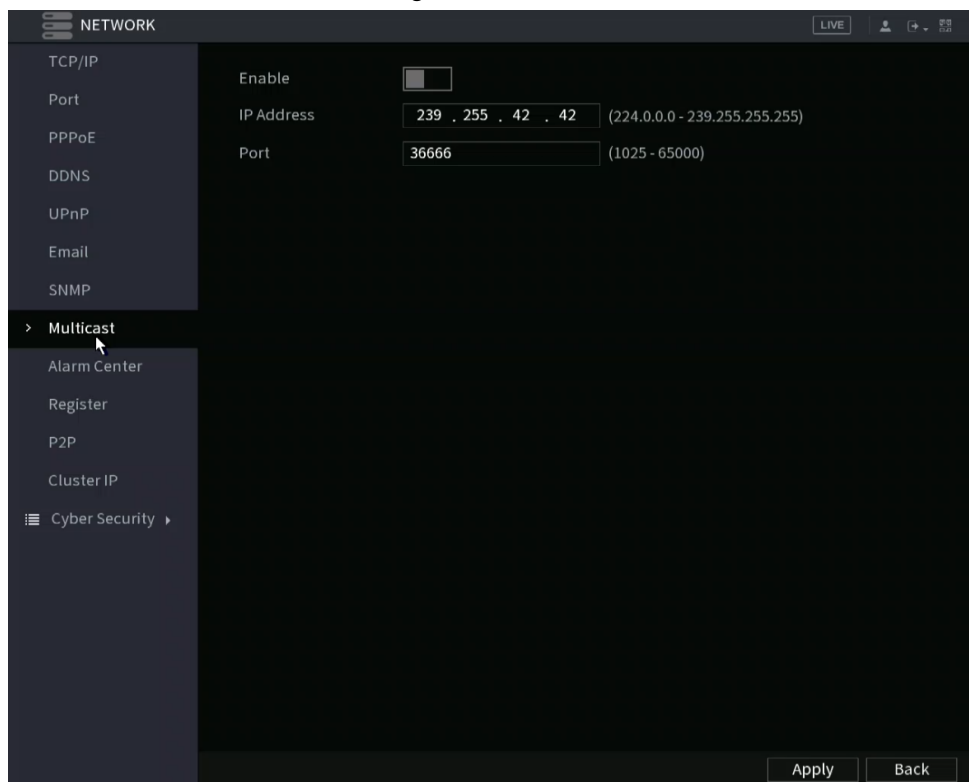 NETWORK
LIVE
TCP/IP
Port
PPPoE
DDNS
UPnP
Email
SNMP
> Multicast
Alarm Center
Register
P2P
Cluster IP
Cyber Security
Enable
IP Address 239 . 255 . 42 . 42 (224.0.0.0 - 239.255.255.255)
Port 36666 (1025 - 65000)
Apply Back